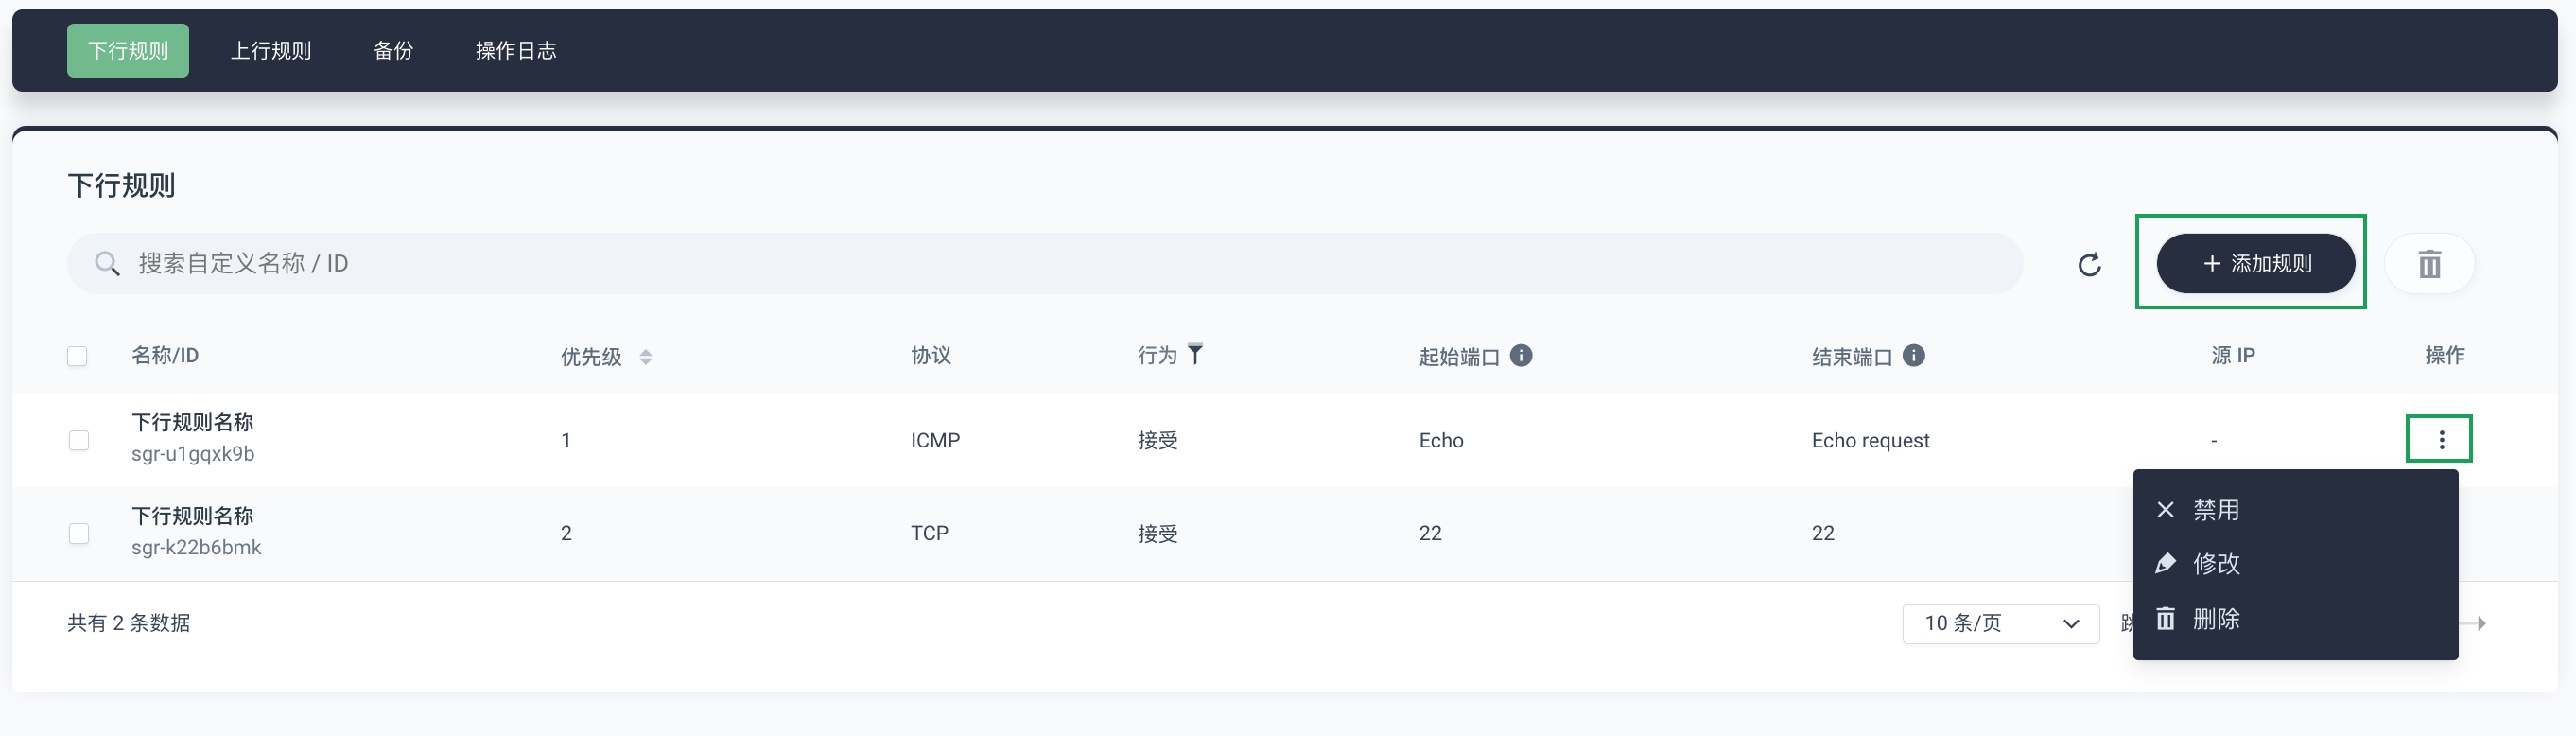 下行规则 上行规则 备份 操作日志
下行规则
搜索自定义名称 / ID
添加规则
名称/ID 优先级 协议 行为 起始端口 结束端口 源 IP 操作
下行规则名称
sgr-u1gqxk9b
1 ICMP 接受 Echo Echo request -
下行规则名称
sgr-k22b6bmk
2 TCP 接受 22 22
禁用
修改
删除
共有 2 条数据
10 条/页